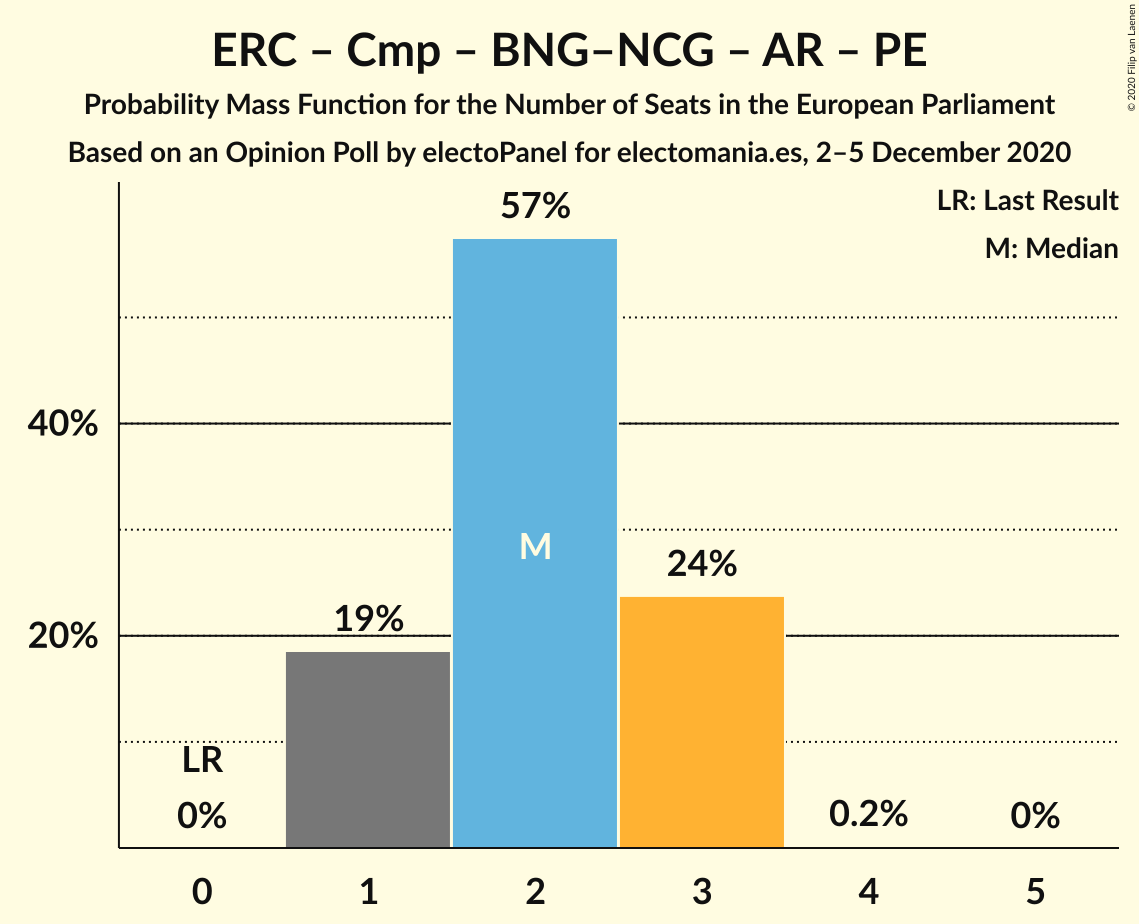 ERC – Cmp – BNG–NCG – AR – PE
Probability Mass Function for the Number of Seats in the European Parliament
Based on an Opinion Poll by electoPanel for electomania.es, 2–5 December 2020
© 2020 Filip van Laenen
LR: Last Result
M: Median
57%
40%
M
24%
19%
20%
LR
0%
0.2%
0%
0 1 2 3 4 5